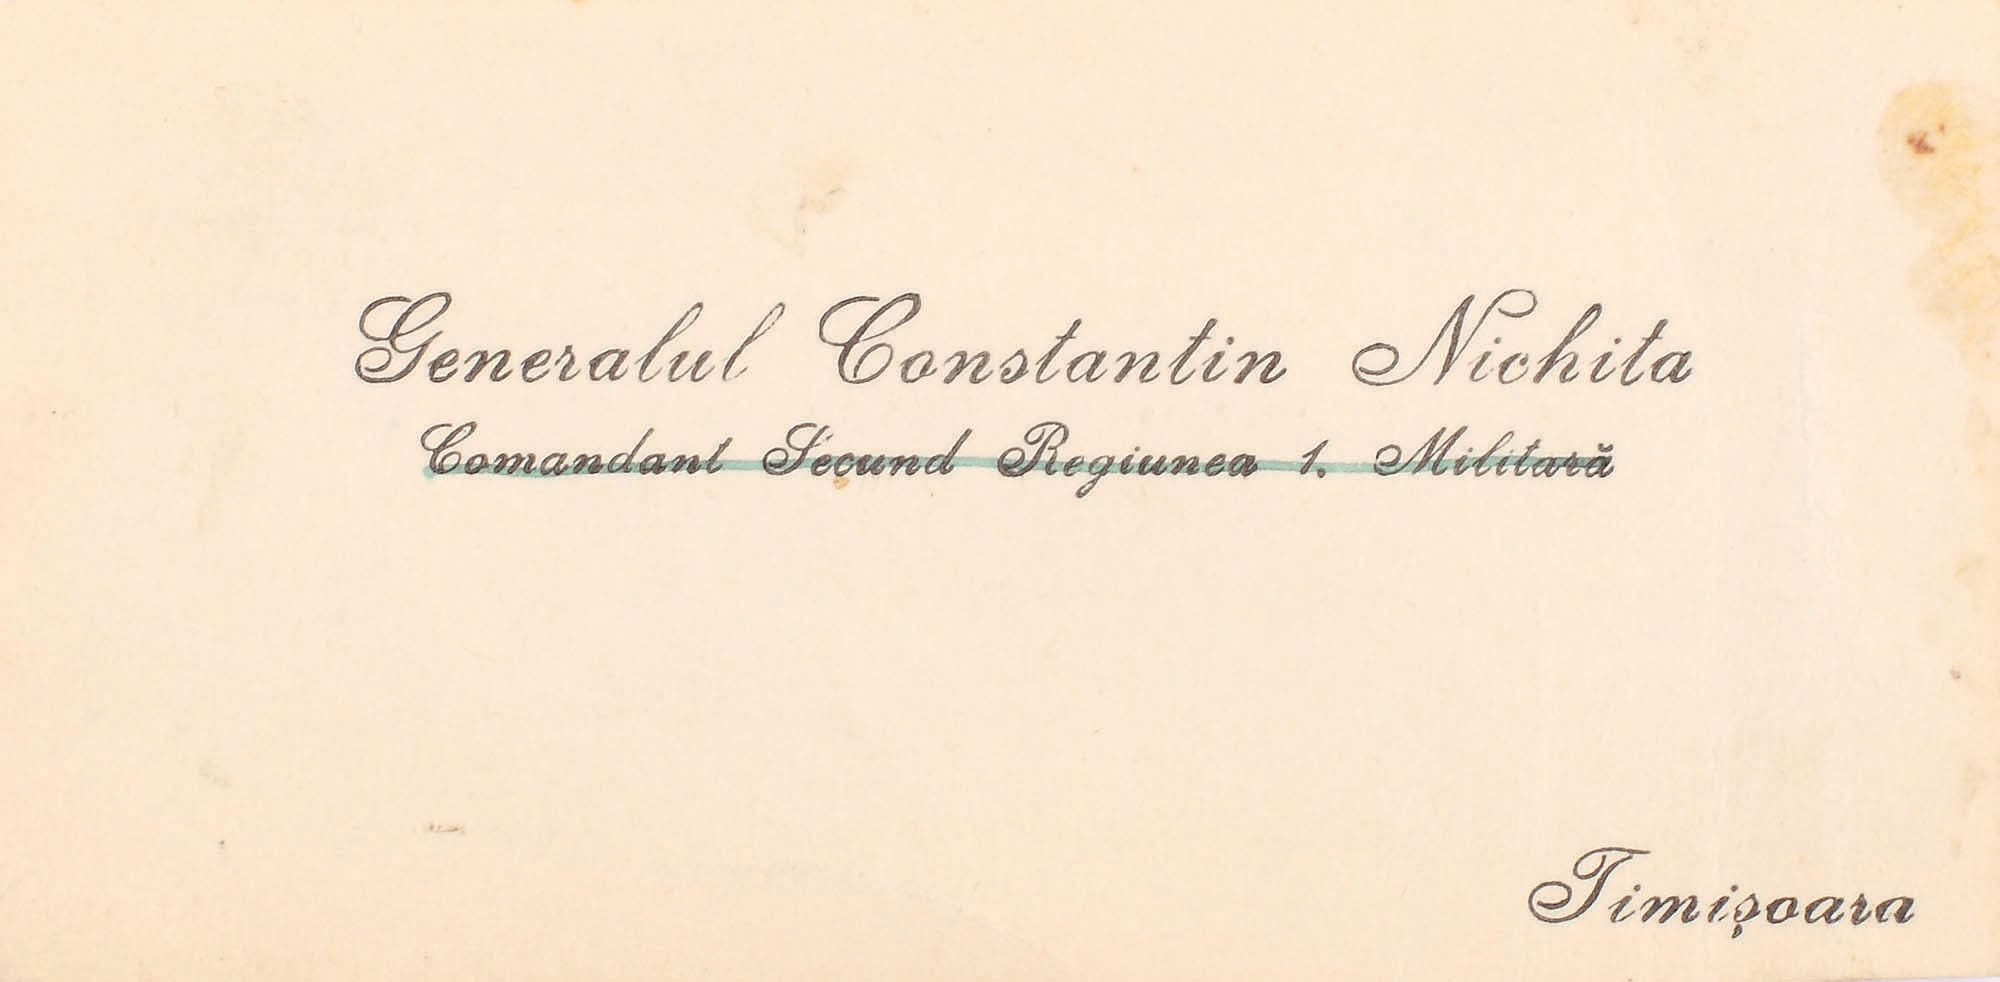 Generalul Constantin Nichita
Comandant Secund Regiunea 1. Militară
Timișoara